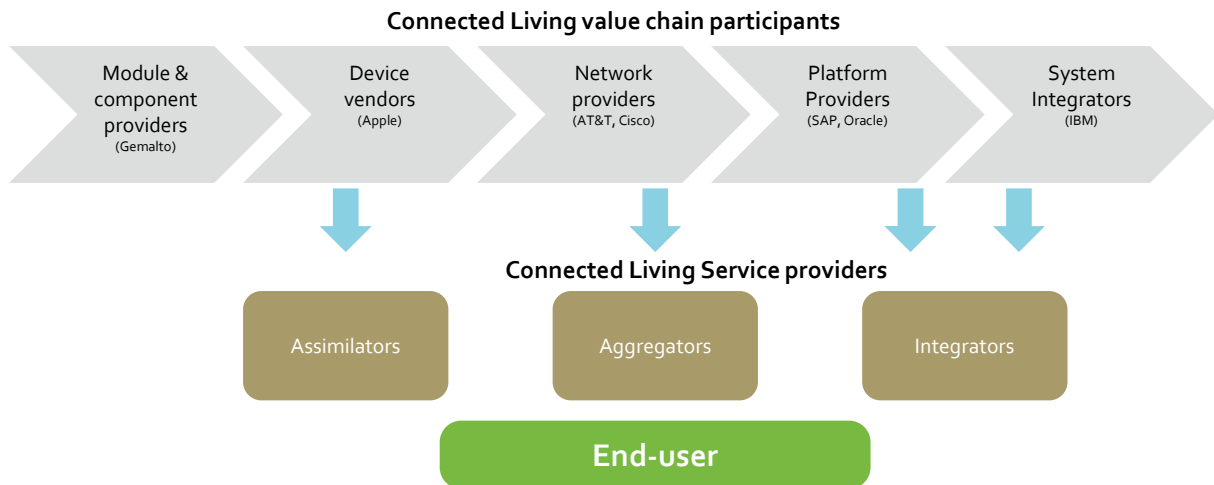 Connected Living value chain participants
Module &
component
providers
(Gemalto)
Device
vendors
(Apple)
Network
providers
(AT&T, Cisco)
Platform
Providers
(SAP, Oracle)
System
Integrators
(IBM)
Connected Living Service providers
Assimilators
Aggregators
Integrators
End-user